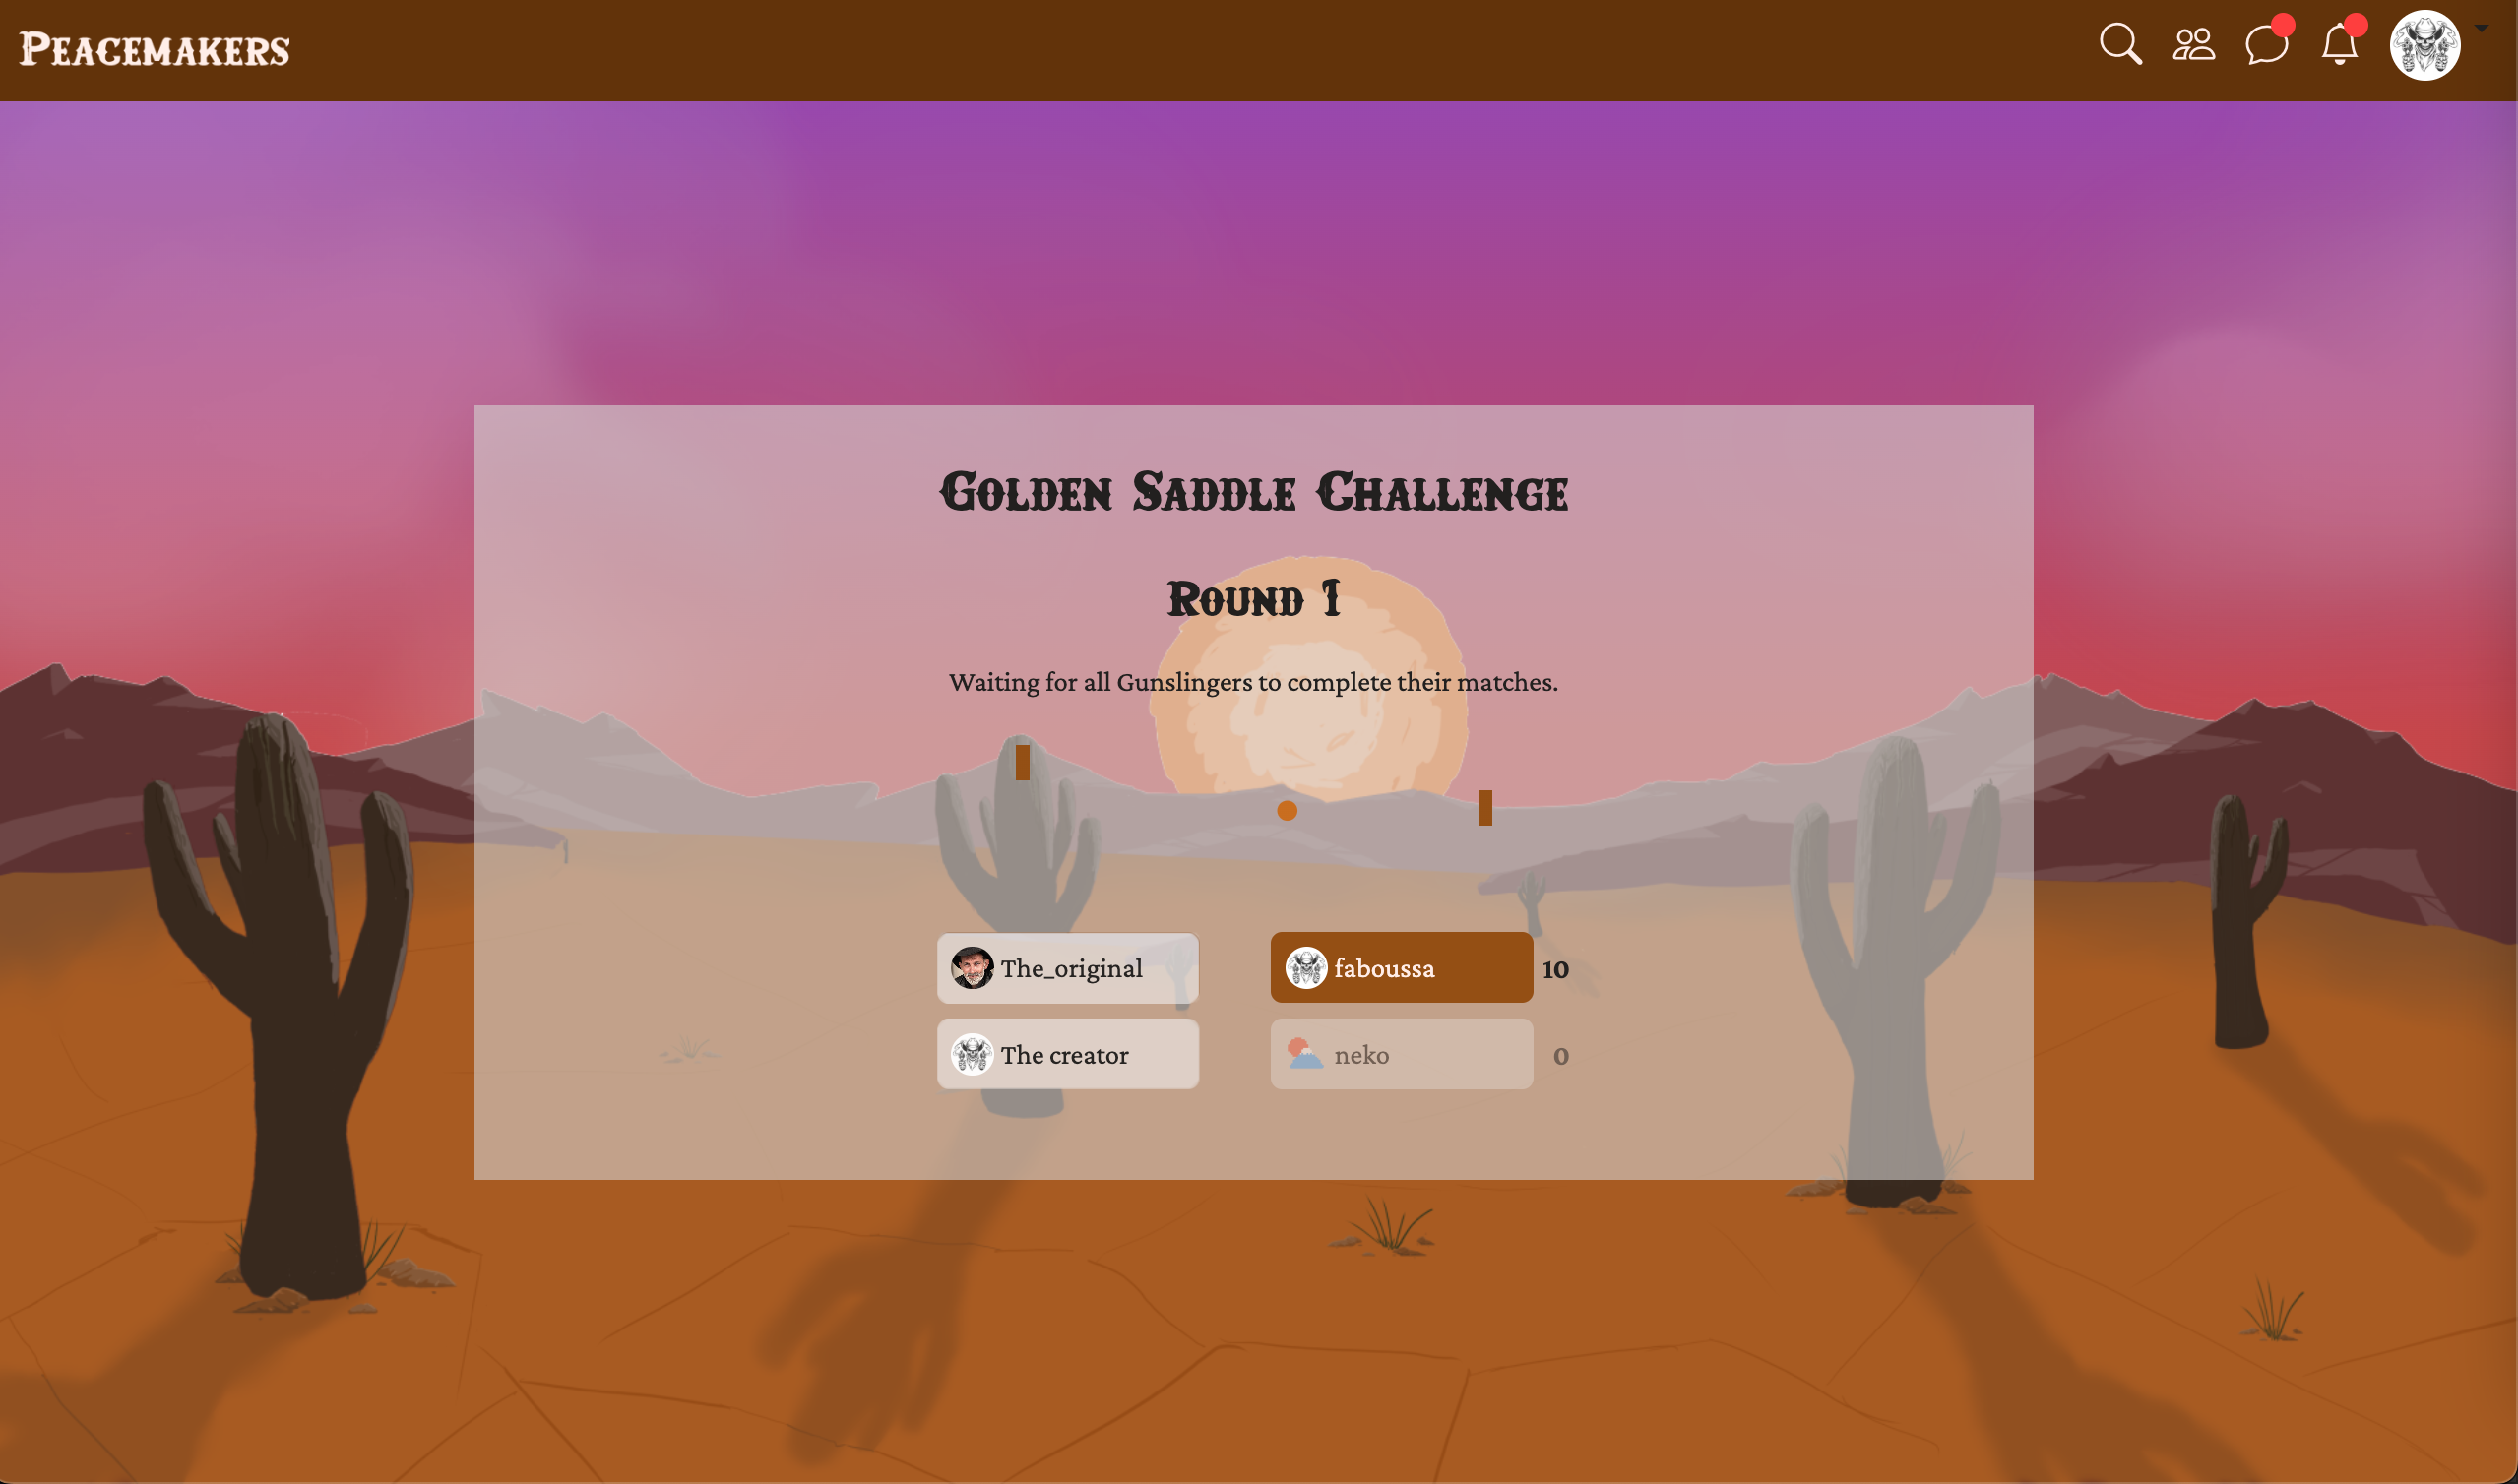 Peacemakers
Golden Saddle Challenge
Round 1
Waiting for all Gunslingers to complete their matches.
The_original
The creator
faboussa 10
neko 0